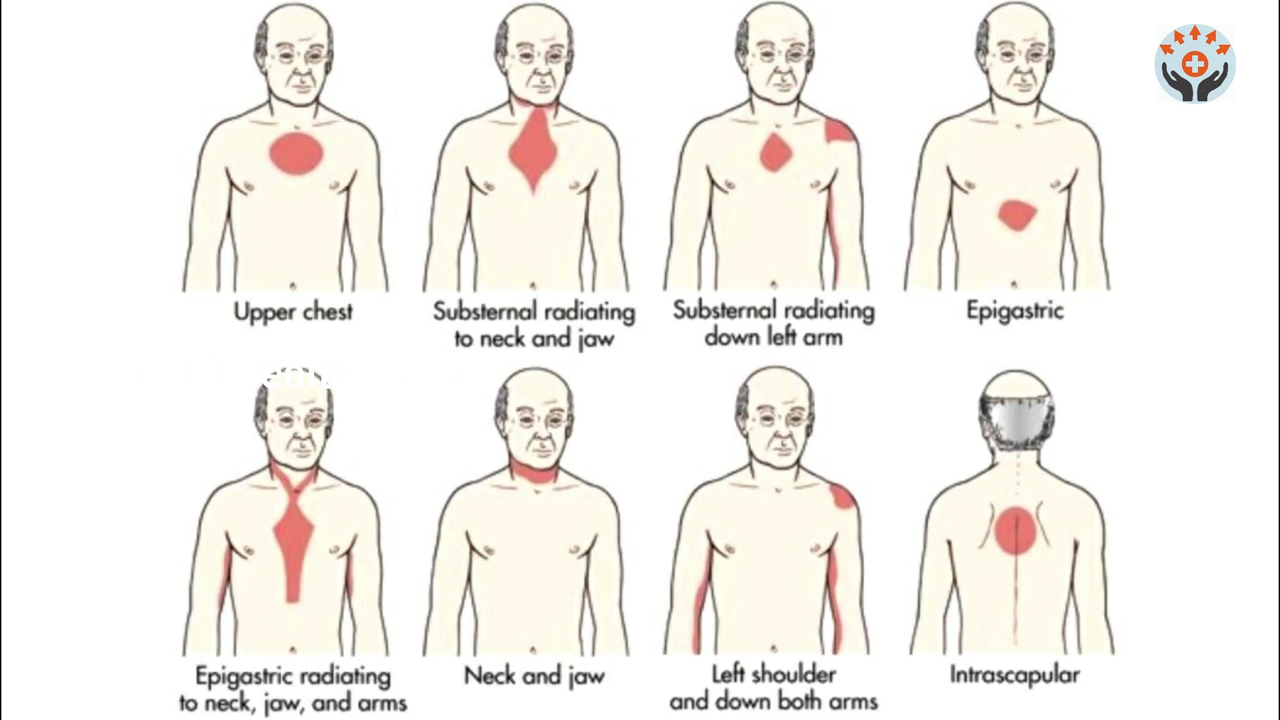 Upper chest
Substernal radiating
to neck and jaw
Substernal radiating
down left arm
Epigastric
Epigastric radiating
to neck, jaw, and arms
Neck and jaw
Left shoulder
and down both arms
Intrascapular